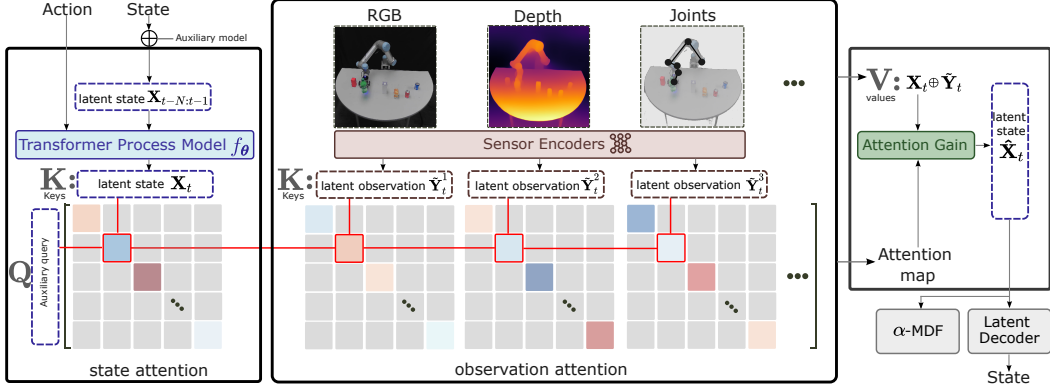 Action
State
Auxiliary model
latent state X_{t-N:t-1}
Transformer Process Model f_θ
K:
Keys
latent state X_t
Q
Auxiliary query
state attention
RGB
Depth
Joints
Sensor Encoders
K:
Keys
latent observation Ỹ_t^1
latent observation Ỹ_t^2
latent observation Ỹ_t^3
observation attention
V:
values
X_t ⊕ Ỹ_t
Attention Gain
latent
state
X̂_t
Attention
map
α-MDF
Latent
Decoder
State